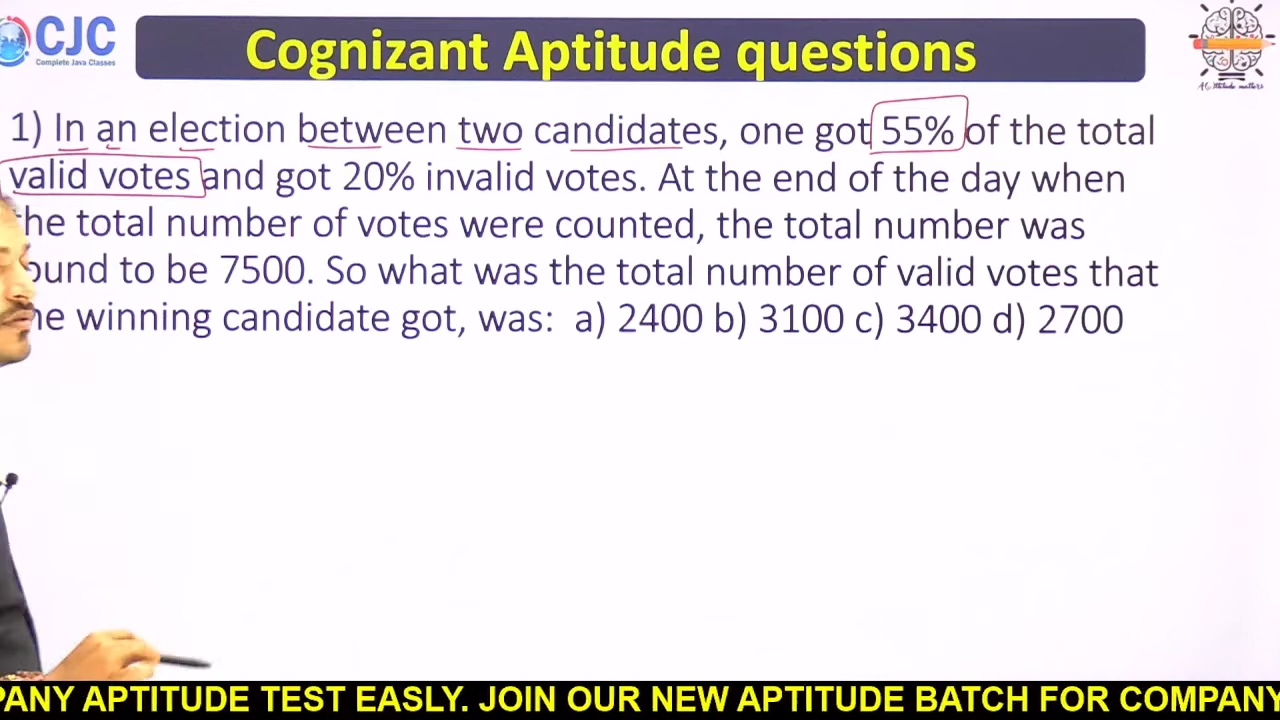 CJC
Complete Java Classes
Cognizant Aptitude questions
1) In an election between two candidates, one got 55% of the total
valid votes and got 20% invalid votes. At the end of the day when
the total number of votes were counted, the total number was
ound to be 7500. So what was the total number of valid votes that
he winning candidate got, was: a) 2400 b) 3100 c) 3400 d) 2700
PANY APTITUDE TEST EASLY. JOIN OUR NEW APTITUDE BATCH FOR COMPANY